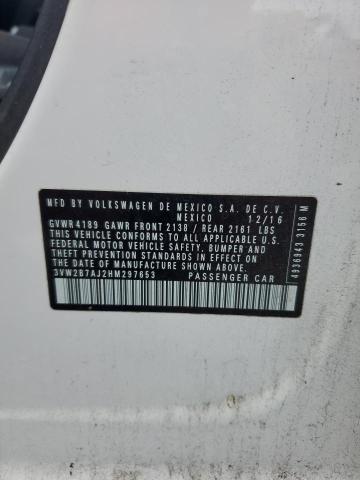 MFD BY VOLKSWAGEN DE MEXICO S.A. DE C.V.
MEXICO 12/16
GVWR 4189 GAWR FRONT 2138 / REAR 2161 LBS
THIS VEHICLE CONFORMS TO ALL APPLICABLE U.S.
FEDERAL MOTOR VEHICLE SAFETY, BUMPER AND
THEFT PREVENTION STANDARDS IN EFFECT ON THE
DATE OF MANUFACTURE SHOWN ABOVE.
3VW2B7AJ2HM297653 PASSENGER CAR
4936943 3156 M